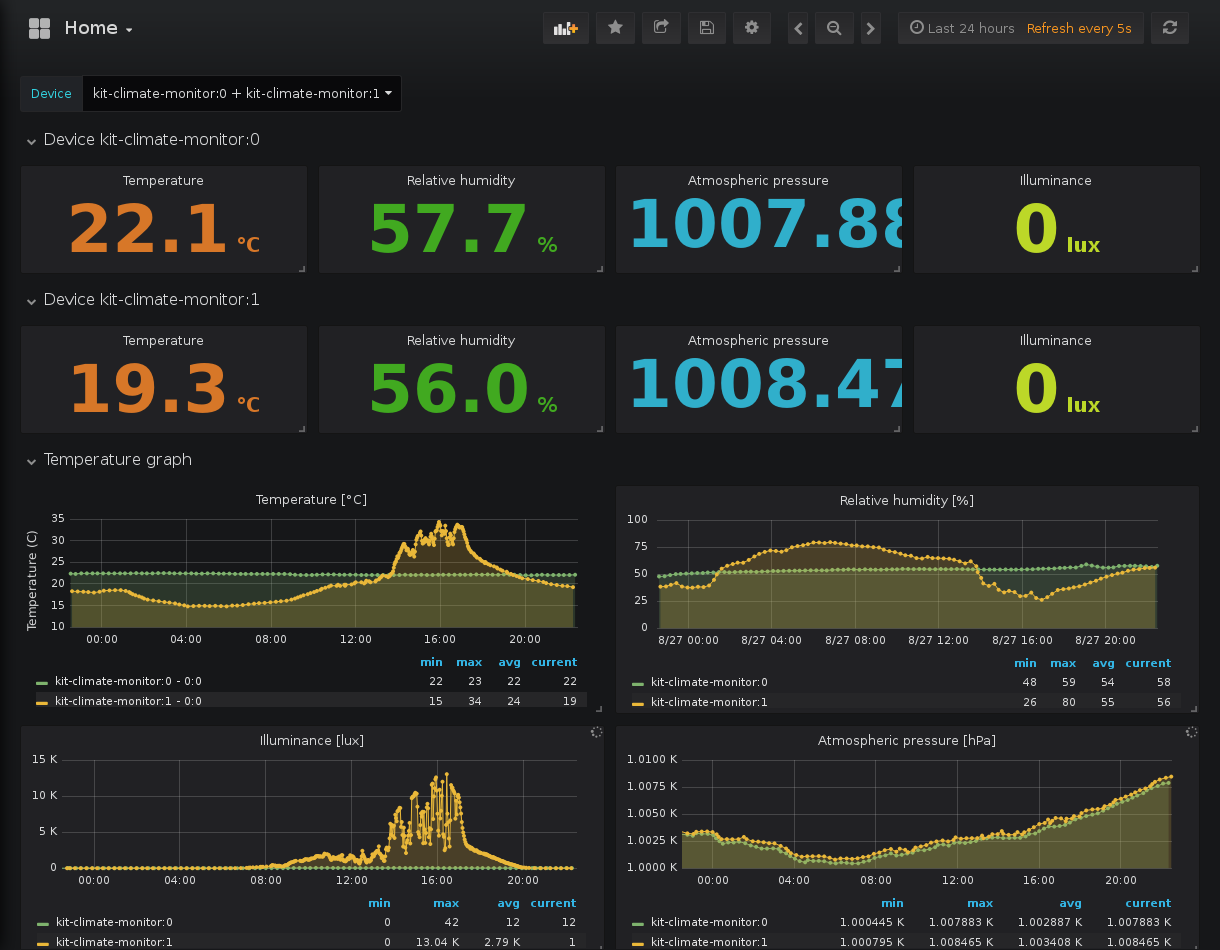 Home
Last 24 hours Refresh every 5s
Device kit-climate-monitor:0 + kit-climate-monitor:1
Device kit-climate-monitor:0
Temperature Relative humidity Atmospheric pressure Illuminance
22.1 °C 57.7 % 1007.88 0 lux
Device kit-climate-monitor:1
Temperature Relative humidity Atmospheric pressure Illuminance
19.3 °C 56.0 % 1008.47 0 lux
Temperature graph
Temperature [°C]
Temperature (C)
35
30
25
20
15
10
00:00 04:00 08:00 12:00 16:00 20:00
min max avg current
kit-climate-monitor:0 - 0:0 22 23 22 22
kit-climate-monitor:1 - 0:0 15 34 24 19
Relative humidity [%]
100
75
50
25
0
8/27 00:00 8/27 04:00 8/27 08:00 8/27 12:00 8/27 16:00 8/27 20:00
min max avg current
kit-climate-monitor:0 48 59 54 58
kit-climate-monitor:1 26 80 55 56
Illuminance [lux]
15 K
10 K
5 K
0
00:00 04:00 08:00 12:00 16:00 20:00
min max avg current
kit-climate-monitor:0 0 42 12 12
kit-climate-monitor:1 0 13.04 K 2.79 K 1
Atmospheric pressure [hPa]
1.0100 K
1.0075 K
1.0050 K
1.0025 K
1.0000 K
00:00 04:00 08:00 12:00 16:00 20:00
min max avg current
kit-climate-monitor:0 1.000445 K 1.007883 K 1.002887 K 1.007883 K
kit-climate-monitor:1 1.000795 K 1.008465 K 1.003408 K 1.008465 K